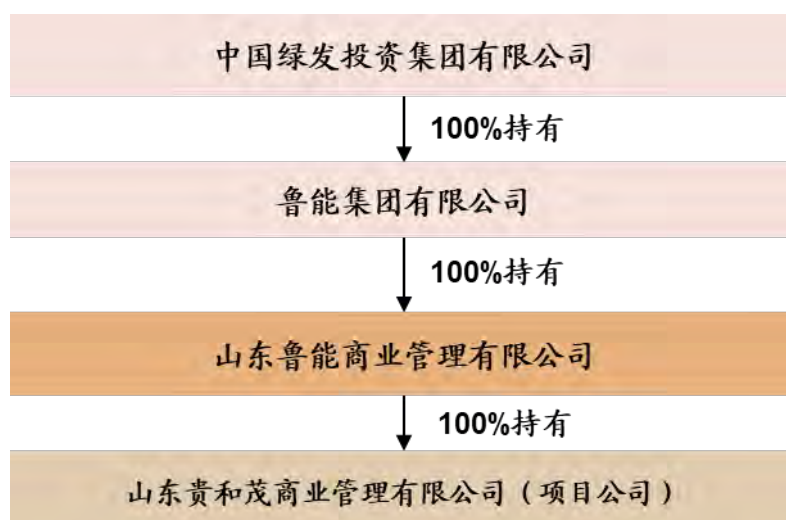 中国绿发投资集团有限公司
100%持有
鲁能集团有限公司
100%持有
山东鲁能商业管理有限公司
100%持有
山东贵和茂商业管理有限公司（项目公司）